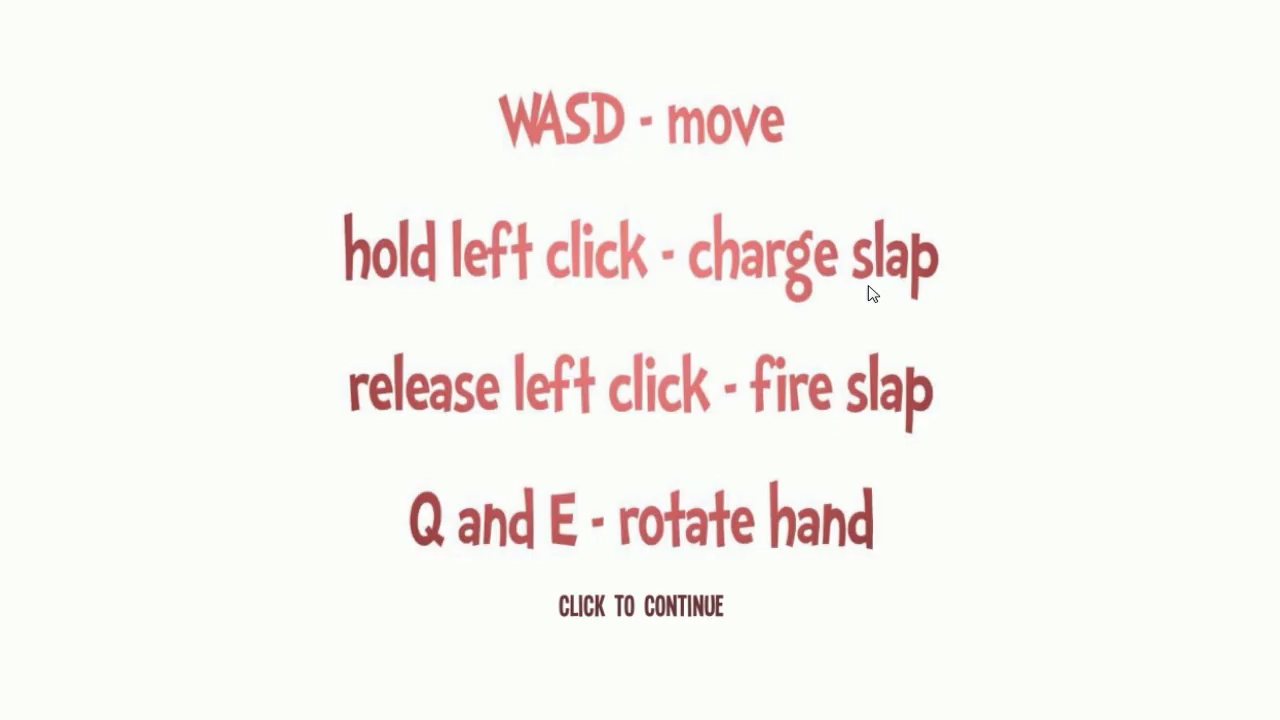 WASD - move
hold left click - charge slap
release left click - fire slap
Q and E - rotate hand
CLICK TO CONTINUE